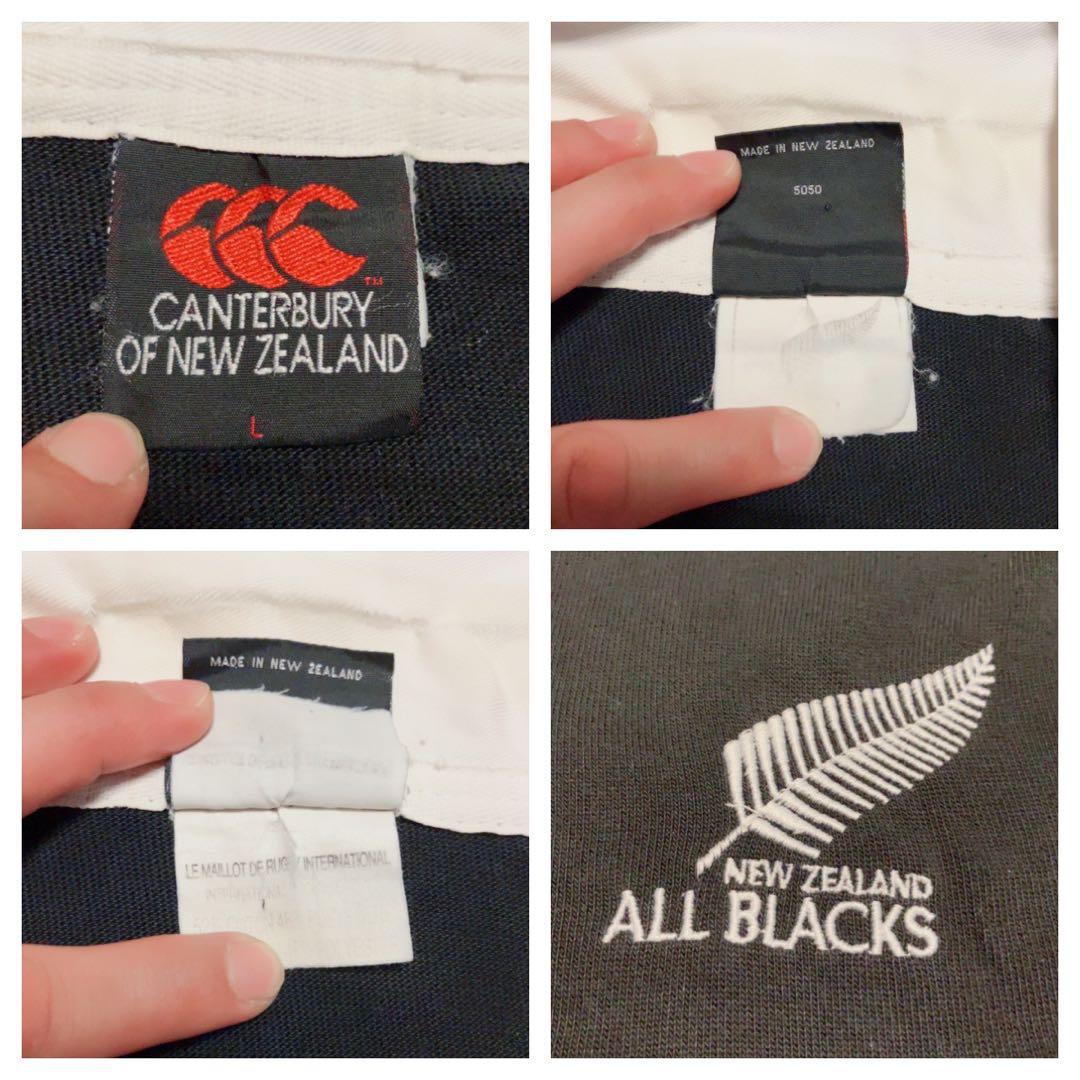 TM
CANTERBURY
OF NEW ZEALAND
L
MADE IN NEW ZEALAND
5050
MADE IN NEW ZEALAND
LE MAILLOT DE RUGBY INTERNATIONAL
NEW ZEALAND
ALL BLACKS